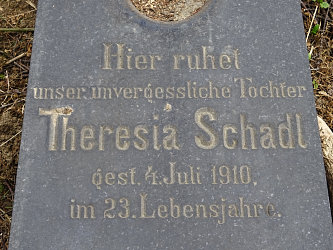 Hier ruhet
unser unvergessliche Tochter
Theresia Schadl
gest. 4. Juli 1910.
im 23. Lebensjahre.